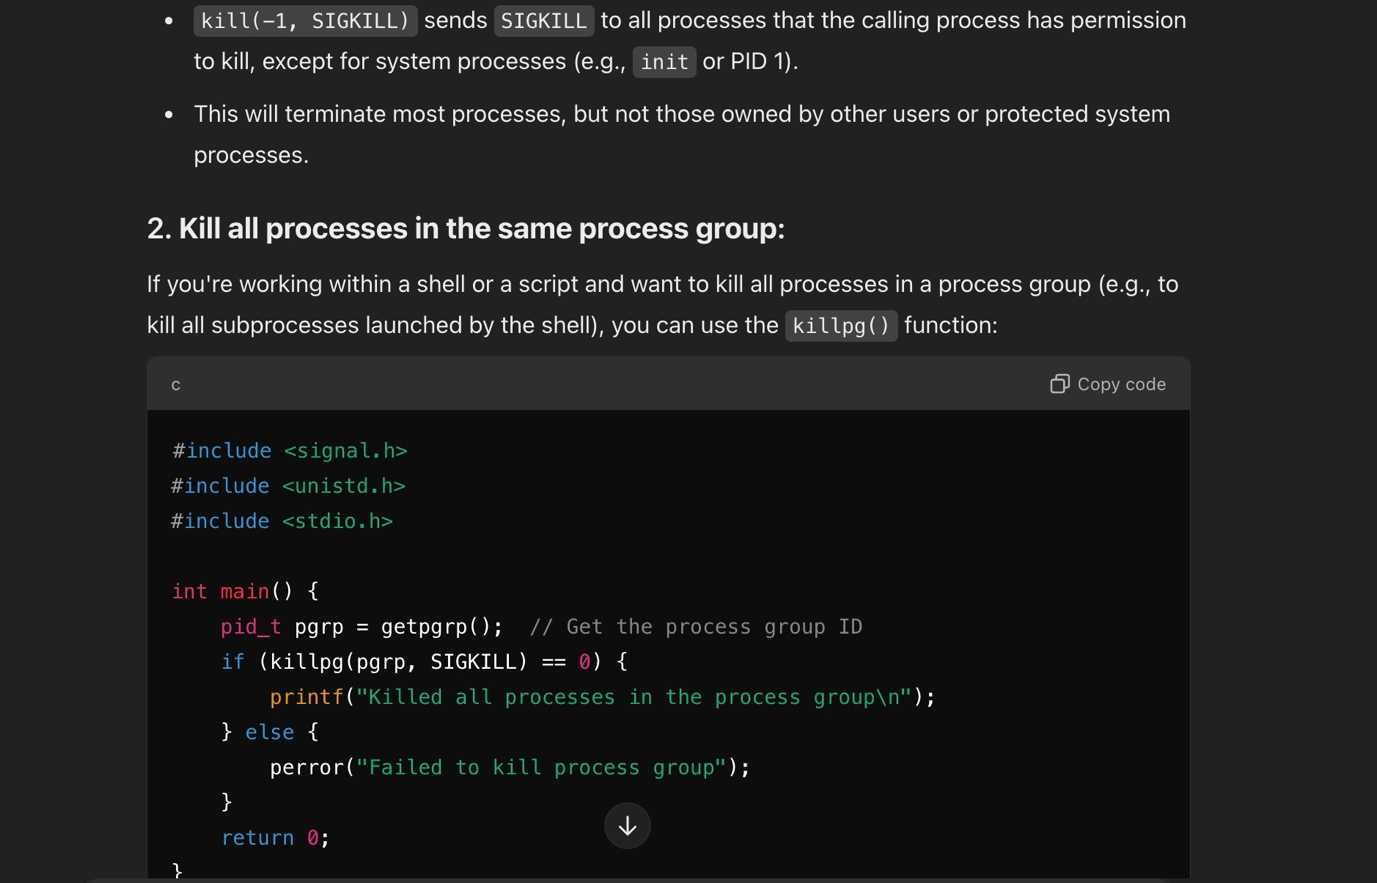 • kill(-1, SIGKILL) sends SIGKILL to all processes that the calling process has permission
to kill, except for system processes (e.g., init or PID 1).
• This will terminate most processes, but not those owned by other users or protected system
processes.
2. Kill all processes in the same process group:
If you're working within a shell or a script and want to kill all processes in a process group (e.g., to
kill all subprocesses launched by the shell), you can use the killpg() function:
c Copy code
#include <signal.h>
#include <unistd.h>
#include <stdio.h>

int main() {
    pid_t pgrp = getpgrp();  // Get the process group ID
    if (killpg(pgrp, SIGKILL) == 0) {
        printf("Killed all processes in the process group\n");
    } else {
        perror("Failed to kill process group");
    }
    return 0;
}